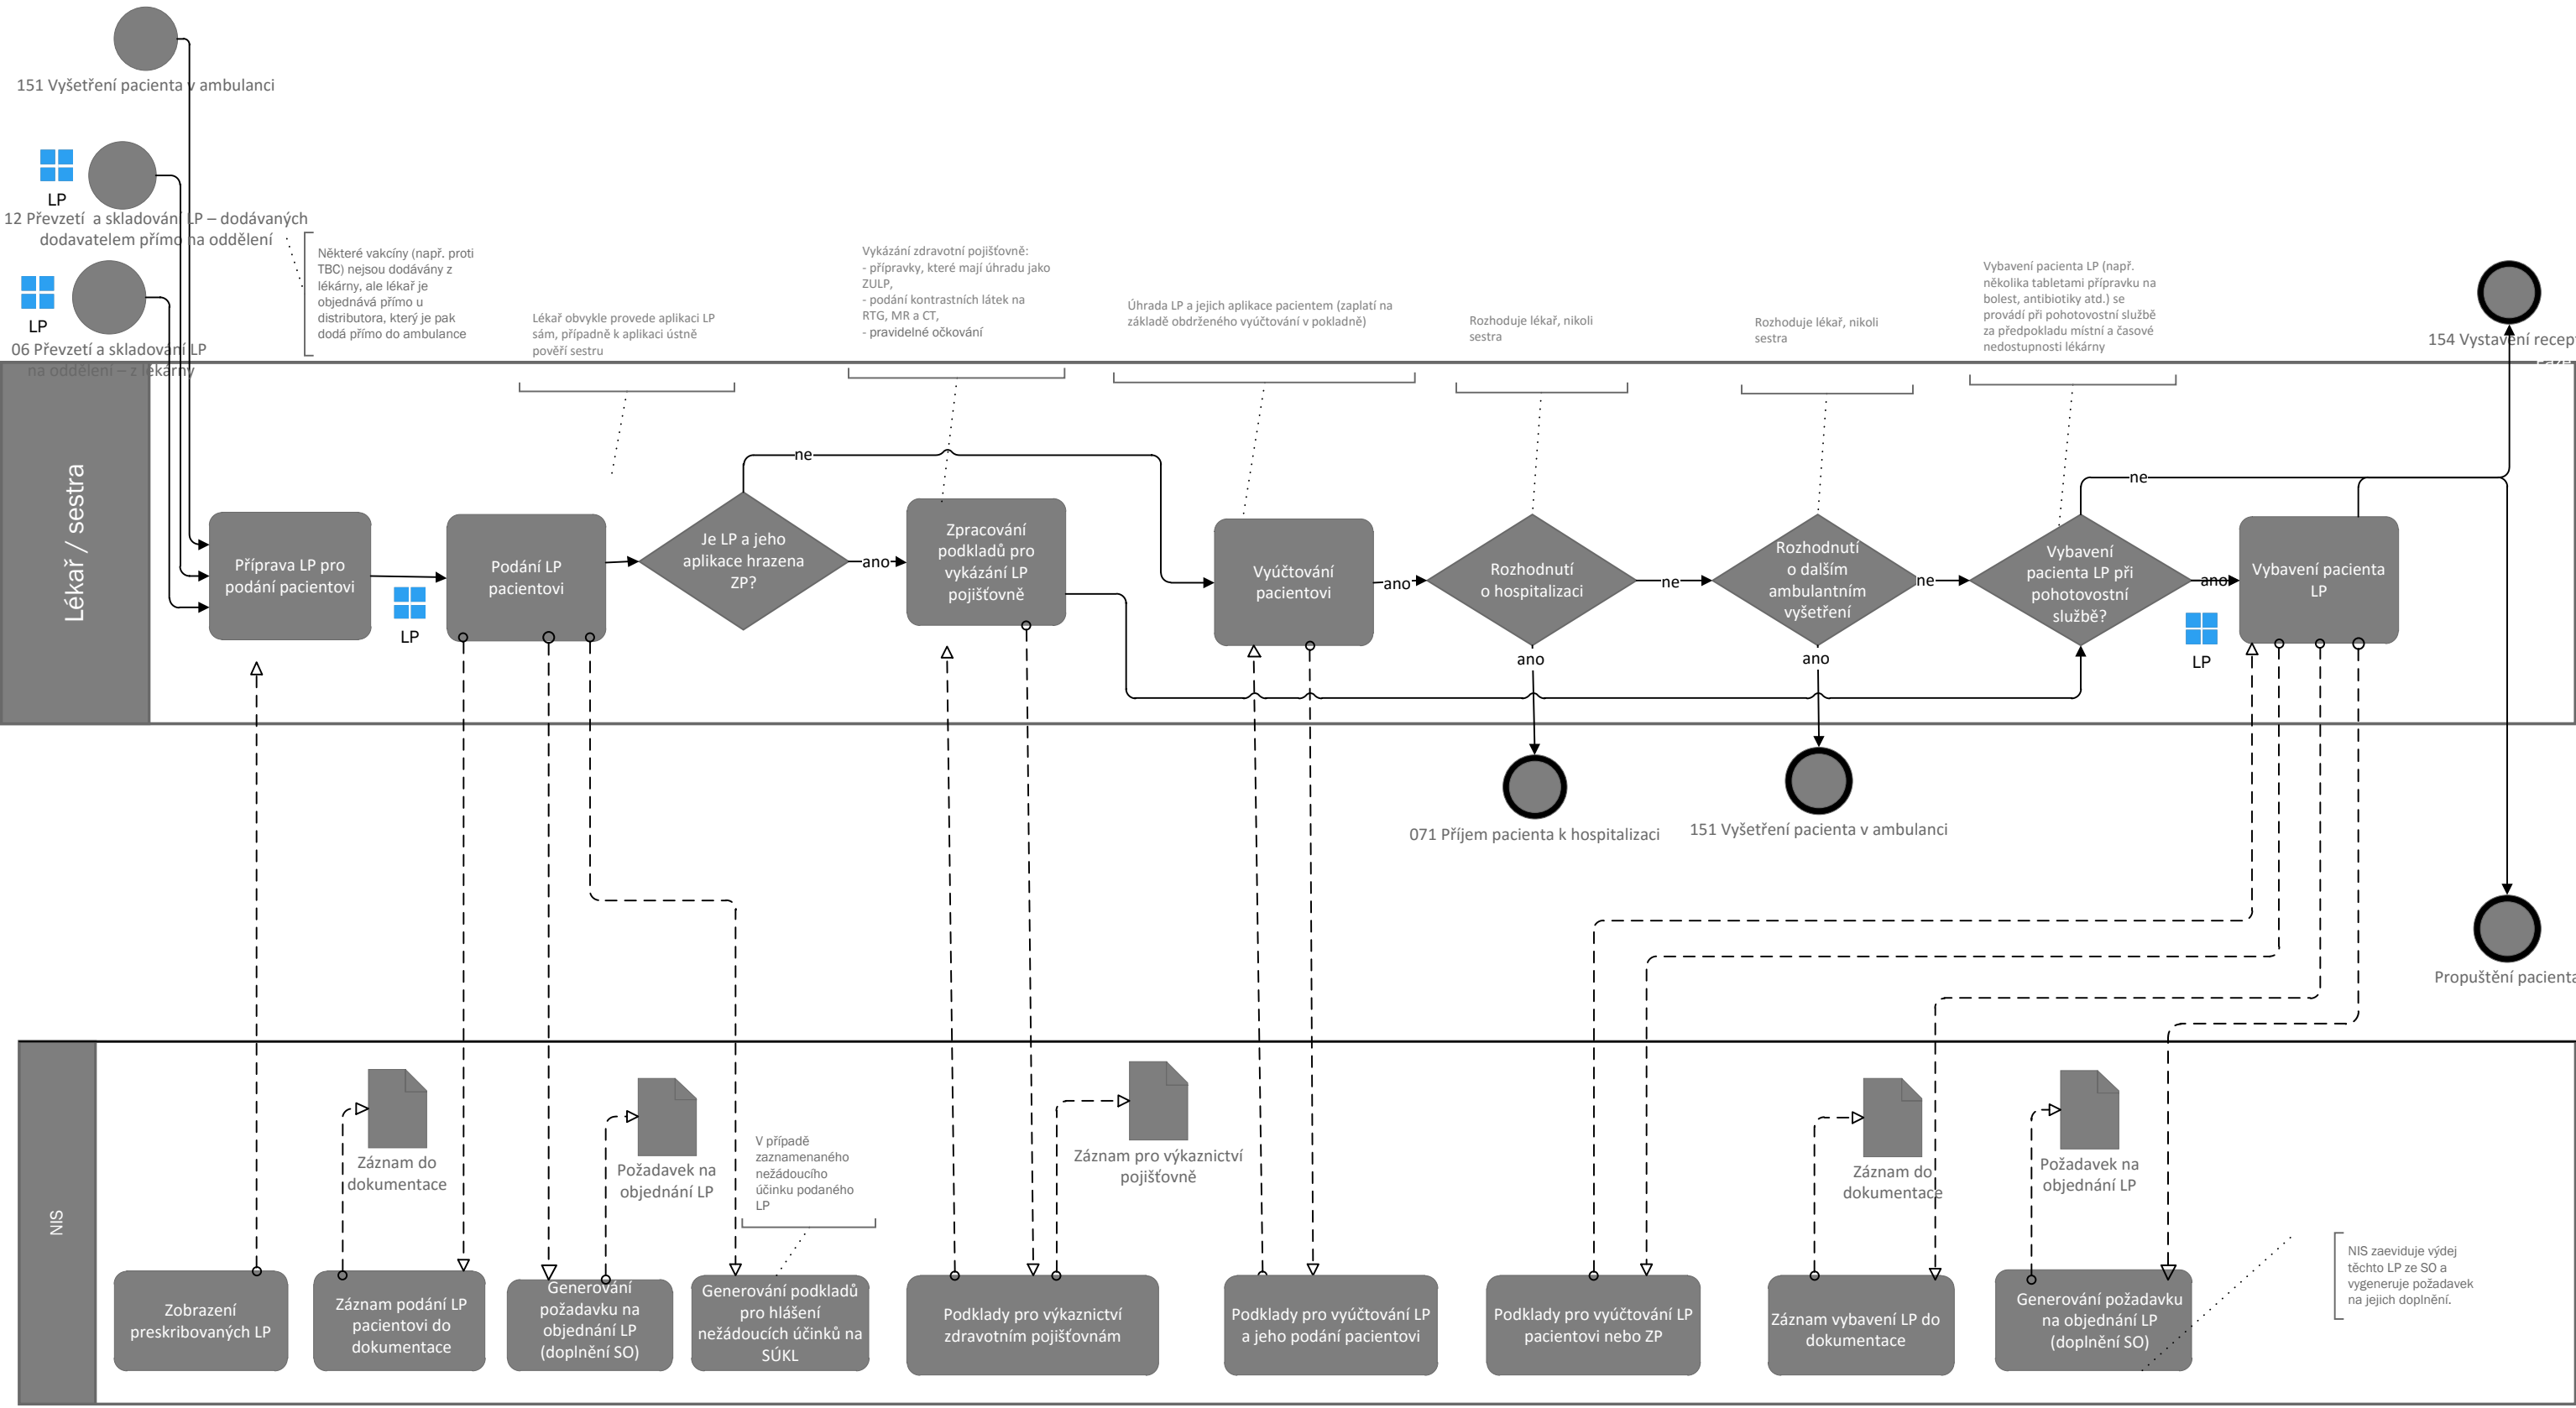 151 Vyšetření pacienta v ambulanci
LP
12 Převzetí a skladování LP – dodávaných
dodavatelem přímo na oddělení
LP
06 Převzetí a skladování LP
na oddělení – z lékárny
Některé vakcíny (např. proti
TBC) nejsou dodávány z
lékárny, ale lékař je
objednává přímo u
distributora, který je pak
dodá přímo do ambulance
Lékař obvykle provede aplikaci LP
sám, případně k aplikaci ústně
pověří sestru
Vykázání zdravotní pojišťovně:
- přípravky, které mají úhradu jako
ZULP,
- podání kontrastních látek na
RTG, MR a CT,
- pravidelné očkování
Úhrada LP a jejich aplikace pacientem (zaplatí na
základě obdrženého vyúčtování v pokladně)
Rozhoduje lékař, nikoli
sestra
Rozhoduje lékař, nikoli
sestra
Vybavení pacienta LP (např.
několika tabletami přípravku na
bolest, antibiotiky atd.) se
provádí při pohotovostní službě
za předpokladu místní a časové
nedostupnosti lékárny
154 Vystavení recep
Lékař / sestra
Příprava LP pro
podání pacientovi
LP
Podání LP
pacientovi
Je LP a jeho
aplikace hrazena
ZP?
ne
ano
Zpracování
podkladů pro
vykázání LP
pojišťovně
Vyúčtování
pacientovi
ano
Rozhodnutí
o hospitalizaci
ne
ano
Rozhodnutí
o dalším
ambulantním
vyšetření
ne
ano
Vybavení
pacienta LP při
pohotovostní
službě?
ne
ano
LP
Vybavení pacienta
LP
071 Příjem pacienta k hospitalizaci
151 Vyšetření pacienta v ambulanci
Propuštění pacienta
NIS
Záznam do
dokumentace
Požadavek na
objednání LP
V případě
zaznamenaného
nežádoucího
účinku podaného
LP
Záznam pro výkaznictví
pojišťovně
Záznam do
dokumentace
Požadavek na
objednání LP
NIS zaeviduje výdej
těchto LP ze SO a
vygeneruje požadavek
na jejich doplnění.
Zobrazení
preskribovaných LP
Záznam podání LP
pacientovi do
dokumentace
Generování
požadavku na
objednání LP
(doplnění SO)
Generování podkladů
pro hlášení
nežádoucích účinků na
SÚKL
Podklady pro výkaznictví
zdravotním pojišťovnám
Podklady pro vyúčtování LP
a jeho podání pacientovi
Podklady pro vyúčtování LP
pacientovi nebo ZP
Záznam vybavení LP do
dokumentace
Generování požadavku
na objednání LP
(doplnění SO)